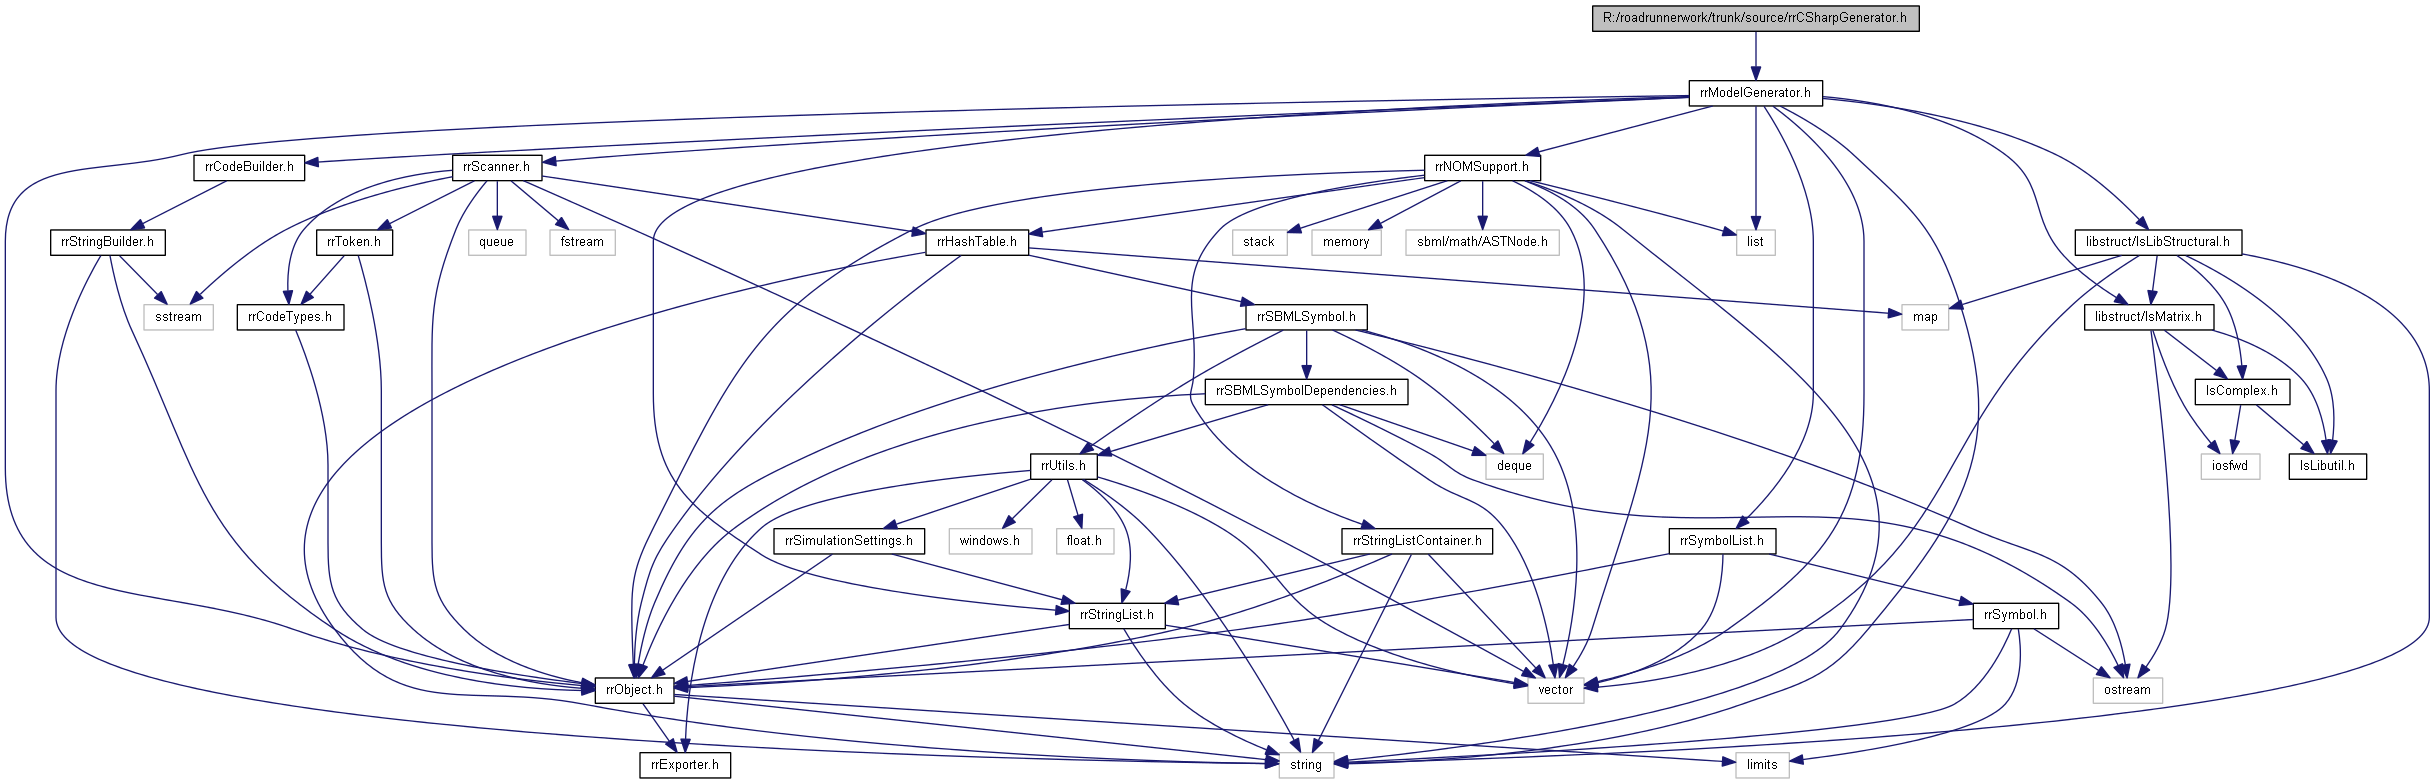 R:/roadrunnerwork/trunk/source/rrCSharpGenerator.h
rrModelGenerator.h
rrCodeBuilder.h
rrScanner.h
rrNOMSupport.h
rrStringBuilder.h
rrToken.h
queue
fstream
rrHashTable.h
stack
memory
sbml/math/ASTNode.h
list
libstruct/lsLibStructural.h
sstream
rrCodeTypes.h
rrSBMLSymbol.h
map
libstruct/lsMatrix.h
rrSBMLSymbolDependencies.h
lsComplex.h
rrUtils.h
deque
iosfwd
lsLibutil.h
rrSimulationSettings.h
windows.h
float.h
rrStringListContainer.h
rrSymbolList.h
rrStringList.h
rrSymbol.h
rrObject.h
vector
ostream
rrExporter.h
string
limits